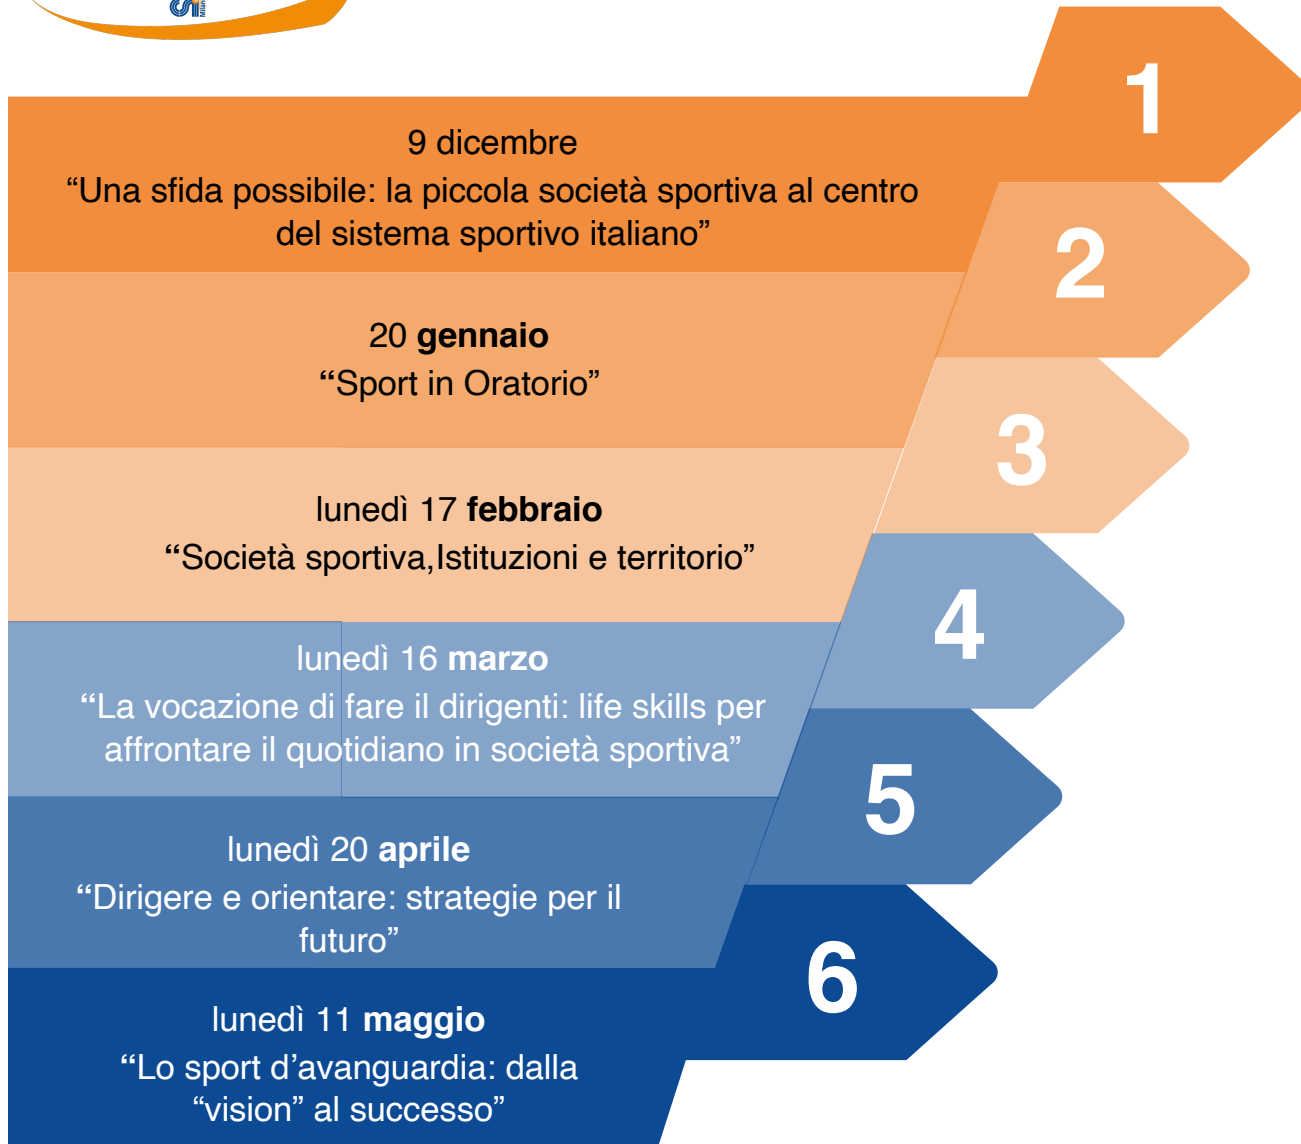 Milan
1
9 dicembre
“Una sfida possibile: la piccola società sportiva al centro
del sistema sportivo italiano”
2
20 gennaio
“Sport in Oratorio”
3
lunedì 17 febbraio
“Società sportiva,Istituzioni e territorio”
4
lunedì 16 marzo
“La vocazione di fare il dirigenti: life skills per
affrontare il quotidiano in società sportiva”
5
lunedì 20 aprile
“Dirigere e orientare: strategie per il
futuro”
6
lunedì 11 maggio
“Lo sport d’avanguardia: dalla
“vision” al successo”